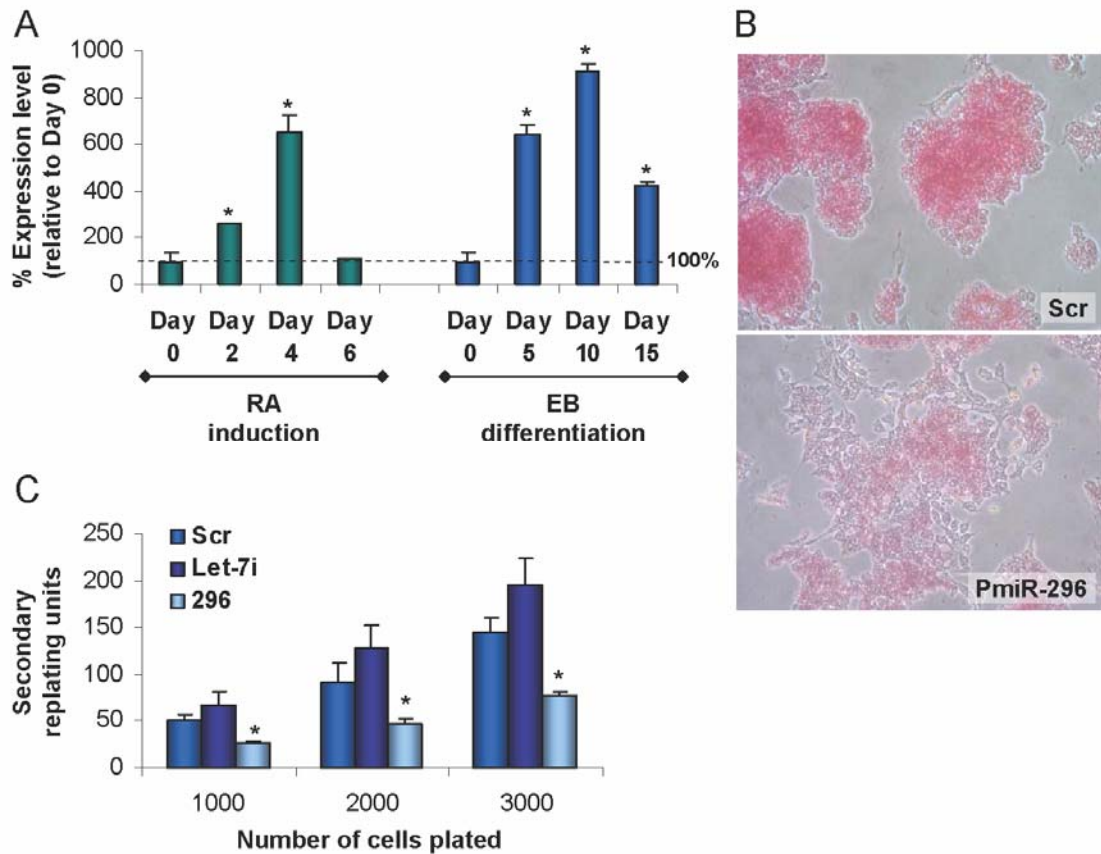 A
% Expression level
(relative to Day 0)
1000
800
600
400
200
0
* * * * *
100%
Day Day Day Day Day Day Day Day
0 2 4 6 0 5 10 15
RA
induction
EB
differentiation
B
Scr
PmiR-296
C
Secondary
replating units
250
200
150
100
50
0
Scr
Let-7i
296
* * *
1000 2000 3000
Number of cells plated